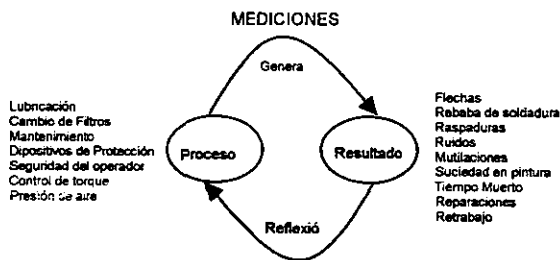 MEDICIONES
Genera
Lubricación
Cambio de Filtros
Mantenimiento
Dipositivos de Protección
Seguridad del operador
Control de torque
Presión de aire
Proceso
Resultado
Flechas
Rebaba de soldadura
Raspaduras
Ruidos
Mutilaciones
Suciedad en pintura
Tiempo Muerto
Reparaciones
Retrabajo
Reflexió